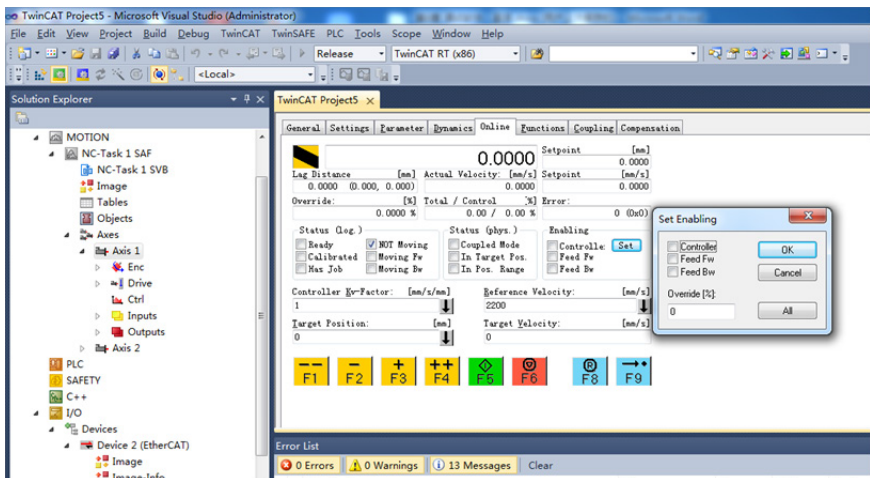 TwinCAT Project5 - Microsoft Visual Studio (Administrator)
File Edit View Project Build Debug TwinCAT TwinSAFE PLC Tools Scope Window Help
Release TwinCAT RT (x86)
<Local>
Solution Explorer
MOTION
NC-Task 1 SAF
NC-Task 1 SVB
Image
Tables
Objects
Axes
Axis 1
Enc
Drive
Ctrl
Inputs
Outputs
Axis 2
PLC
SAFETY
C++
I/O
Devices
Device 2 (EtherCAT)
Image
Image-Info
TwinCAT Project5
General Settings Parameter Dynamics Online Functions Coupling Compensation
0.0000
Setpoint [mm]
0.0000
Lag Distance [mm] Actual Velocity: [mm/s] Setpoint [mm/s]
0.0000 (0.000, 0.000) 0.0000 0.0000
Override: [%] Total / Control [%] Error:
0.0000 % 0.00 / 0.00 % 0 (0x0)
Status (log.) Status (phys.) Enabling
Ready NOT Moving Coupled Mode Controlle: Set
Calibrated Moving Fw In Target Pos. Feed Fw
Has Job Moving Bw In Pos. Range Feed Bw
Controller Kv-Factor: [mm/s/mm] Reference Velocity: [mm/s]
1 2200
Target Position: [mm] Target Velocity: [mm/s]
0 0
F1 F2 F3 F4 F5 F6 F8 F9
Set Enabling
Controller
Feed Fw
Feed Bw
OK
Cancel
Override [%]:
0
All
Error List
0 Errors 0 Warnings 13 Messages Clear